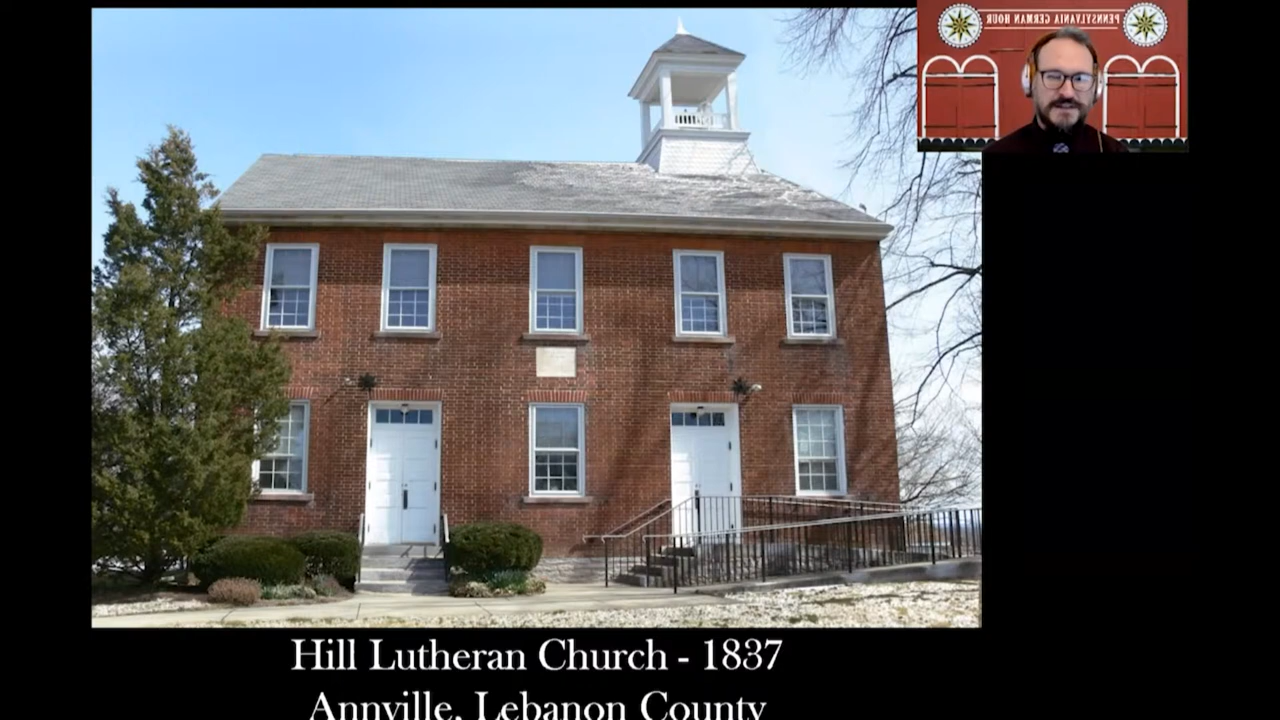 PENNSYLVANIA GERMAN HOUR
Hill Lutheran Church - 1837
Annville, Lebanon County